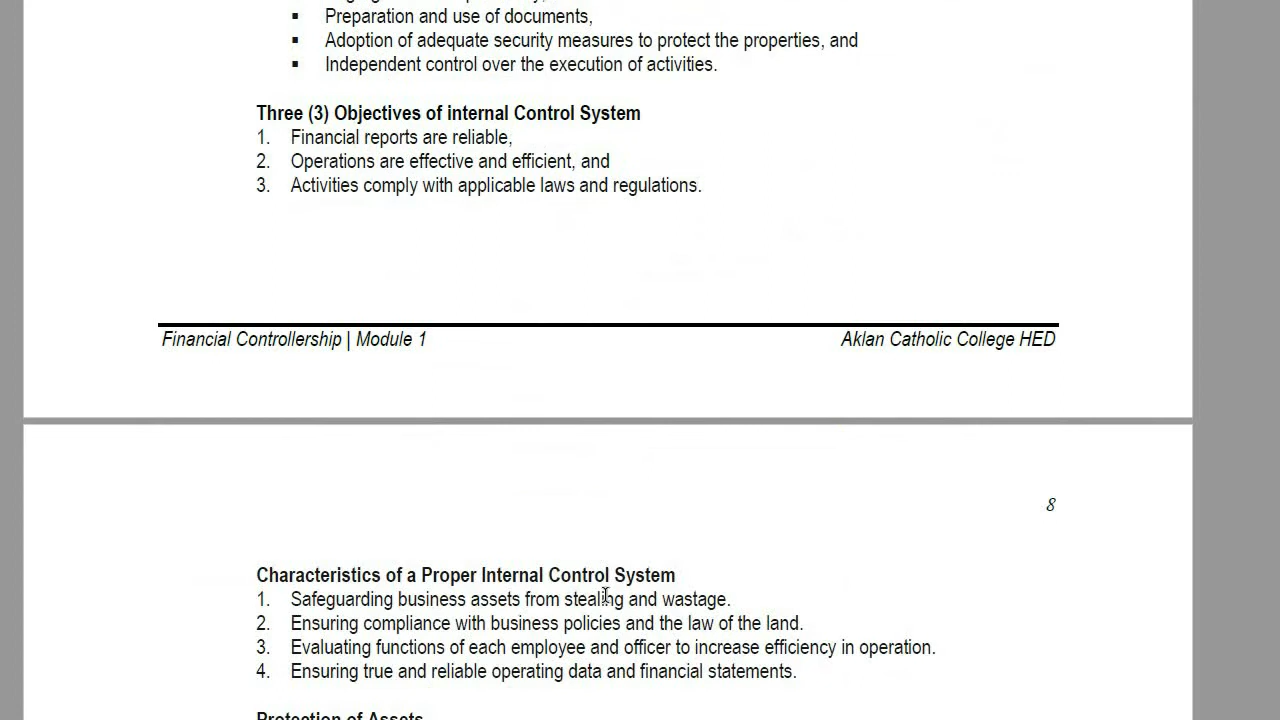 ▪ Preparation and use of documents,
▪ Adoption of adequate security measures to protect the properties, and
▪ Independent control over the execution of activities.
Three (3) Objectives of internal Control System
1. Financial reports are reliable,
2. Operations are effective and efficient, and
3. Activities comply with applicable laws and regulations.
Financial Controllership | Module 1 Aklan Catholic College HED
8
Characteristics of a Proper Internal Control System
1. Safeguarding business assets from stealing and wastage.
2. Ensuring compliance with business policies and the law of the land.
3. Evaluating functions of each employee and officer to increase efficiency in operation.
4. Ensuring true and reliable operating data and financial statements.
Protection of Assets